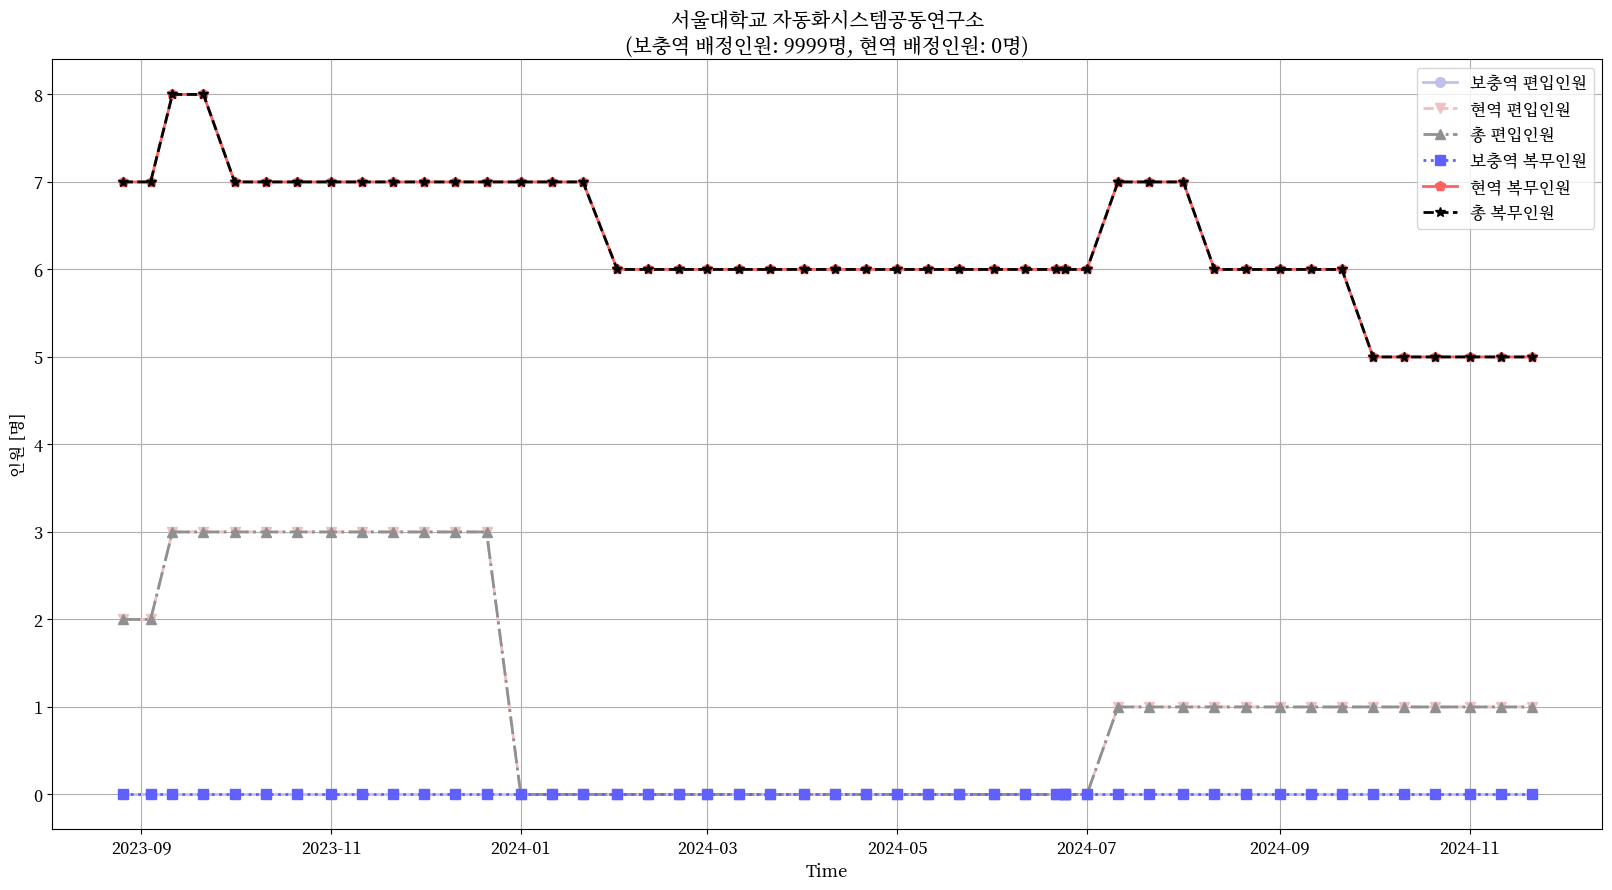 서울대학교 자동화시스템공동연구소
(보충역 배정인원: 9999명, 현역 배정인원: 0명)
보충역 편입인원
현역 편입인원
총 편입인원
보충역 복무인원
현역 복무인원
총 복무인원
인원 [명]
8
7
6
5
4
3
2
1
0
2023-09
2023-11
2024-01
2024-03
2024-05
2024-07
2024-09
2024-11
Time